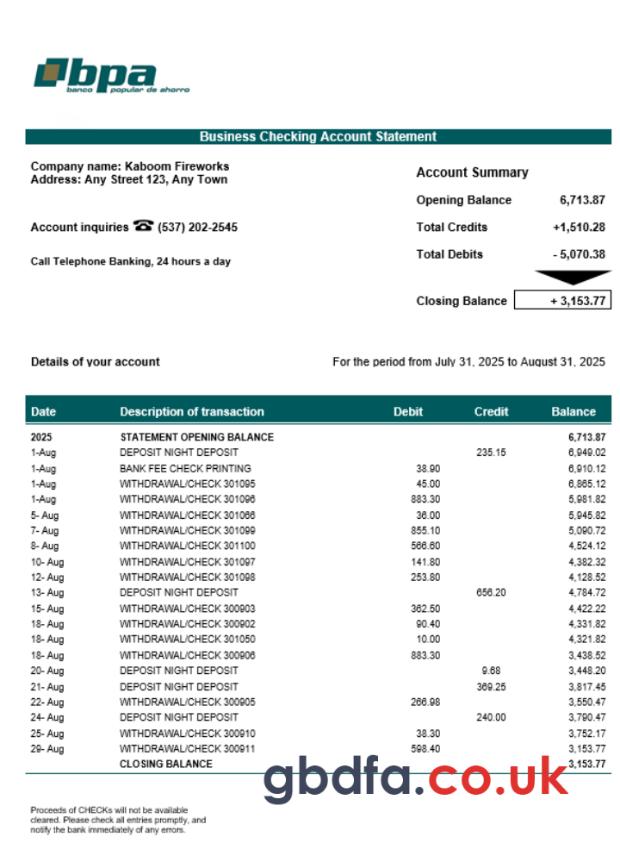 bpa
banco popular de ahorro
Business Checking Account Statement
Company name: Kaboom Fireworks
Address: Any Street 123, Any Town
Account inquiries ☎ (537) 202-2545
Call Telephone Banking, 24 hours a day
Account Summary
Opening Balance 6,713.87
Total Credits +1,510.28
Total Debits - 5,070.38
Closing Balance + 3,153.77
Details of your account For the period from July 31, 2025 to August 31, 2025
Date Description of transaction Debit Credit Balance
2025 STATEMENT OPENING BALANCE 6,713.87
1-Aug DEPOSIT NIGHT DEPOSIT 235.15 6,949.02
1-Aug BANK FEE CHECK PRINTING 38.90 6,910.12
1-Aug WITHDRAWAL/CHECK 301095 45.00 6,865.12
1-Aug WITHDRAWAL/CHECK 301096 883.30 5,981.82
5- Aug WITHDRAWAL/CHECK 301066 36.00 5,945.82
7- Aug WITHDRAWAL/CHECK 301099 855.10 5,090.72
8- Aug WITHDRAWAL/CHECK 301100 566.60 4,524.12
10- Aug WITHDRAWAL/CHECK 301097 141.80 4,382.32
12- Aug WITHDRAWAL/CHECK 301098 253.80 4,128.52
13- Aug DEPOSIT NIGHT DEPOSIT 656.20 4,784.72
15- Aug WITHDRAWAL/CHECK 300903 362.50 4,422.22
18- Aug WITHDRAWAL/CHECK 300902 90.40 4,331.82
18- Aug WITHDRAWAL/CHECK 301050 10.00 4,321.82
18- Aug WITHDRAWAL/CHECK 300906 883.30 3,438.52
20- Aug DEPOSIT NIGHT DEPOSIT 9.68 3,448.20
21- Aug DEPOSIT NIGHT DEPOSIT 369.25 3,817.45
22- Aug WITHDRAWAL/CHECK 300905 266.98 3,550.47
24- Aug DEPOSIT NIGHT DEPOSIT 240.00 3,790.47
25- Aug WITHDRAWAL/CHECK 300910 38.30 3,752.17
29- Aug WITHDRAWAL/CHECK 300911 598.40 3,153.77
CLOSING BALANCE 3,153.77
gbdfa.co.uk
Proceeds of CHECKs will not be available
cleared. Please check all entries promptly, and
notify the bank immediately of any errors.